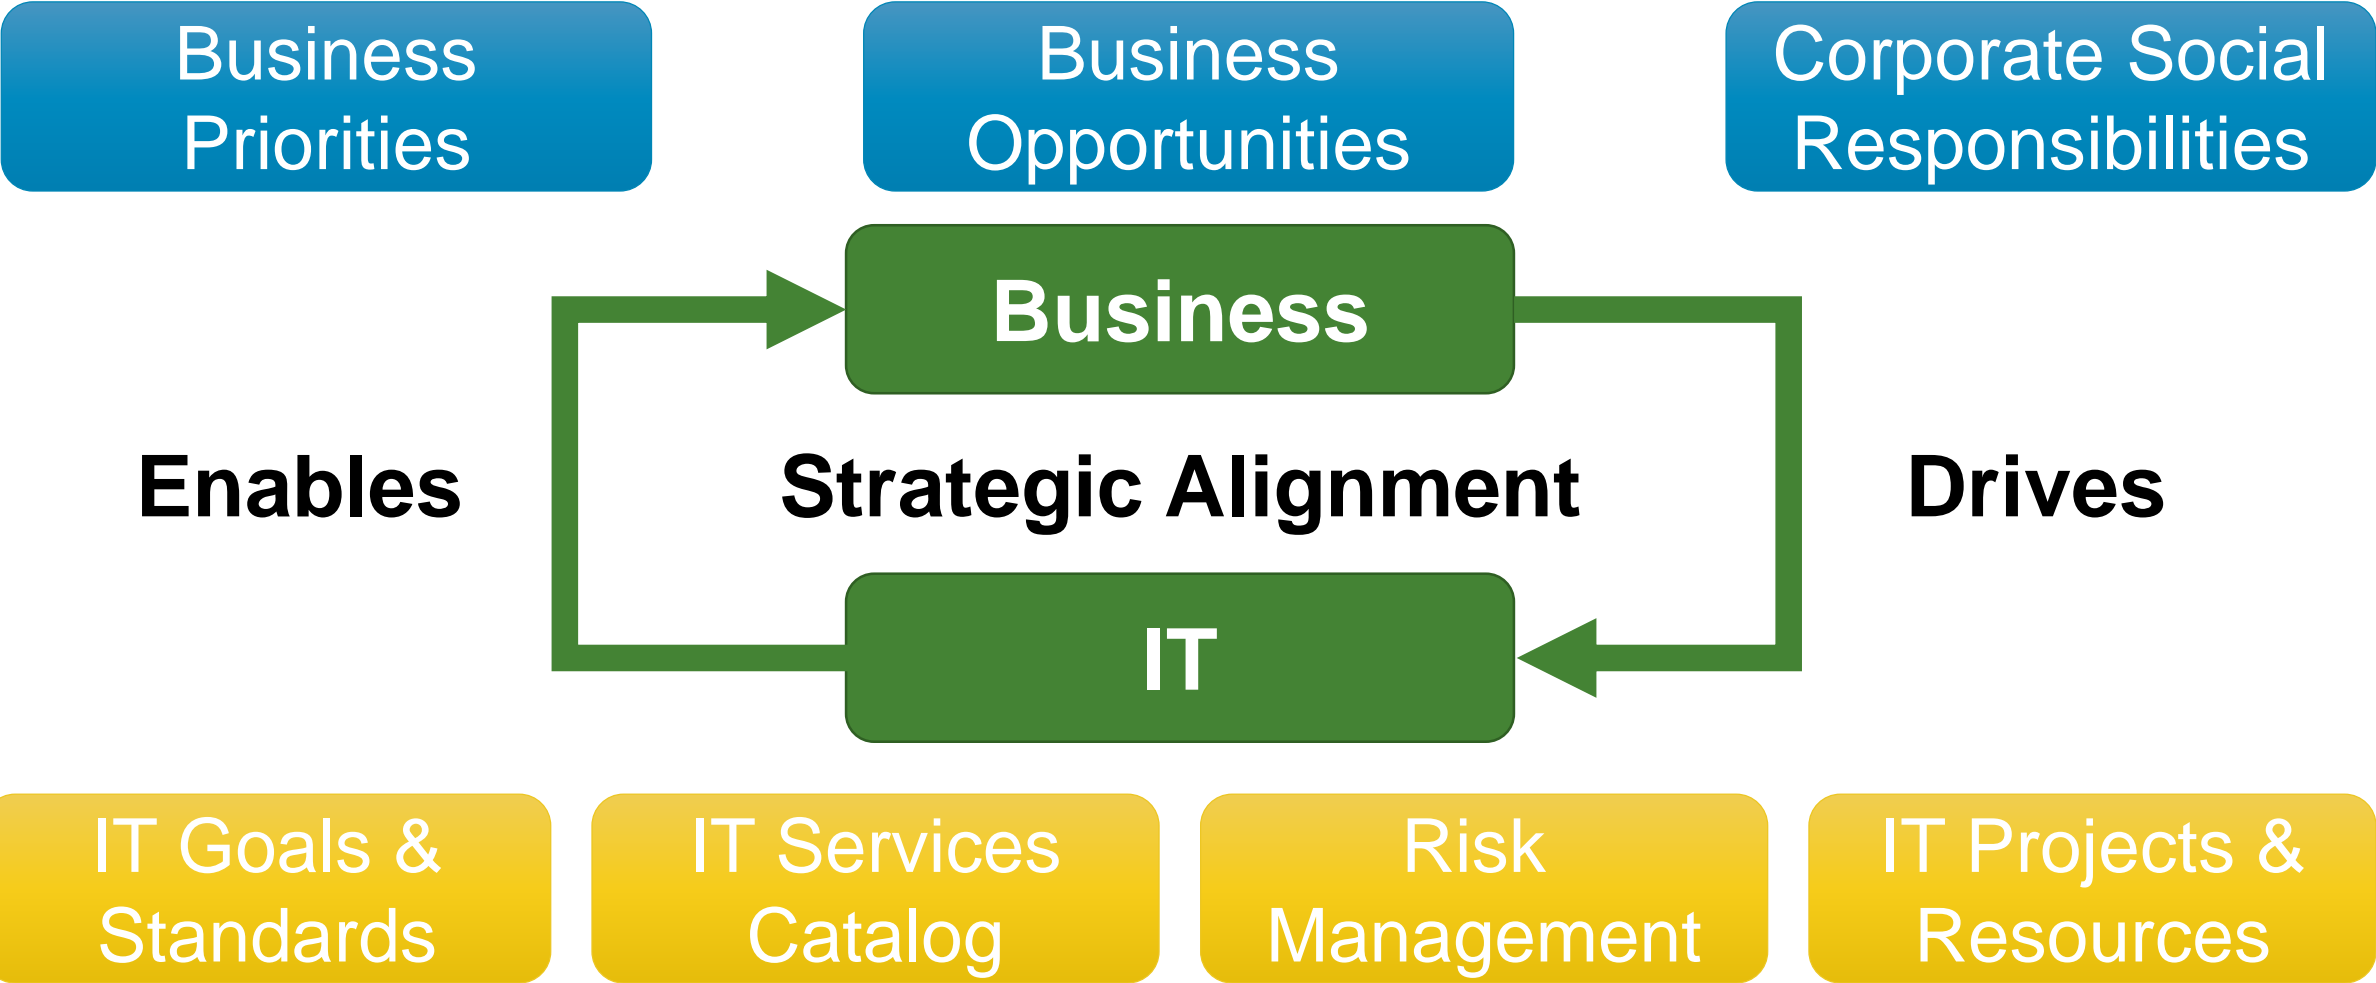 Business
Priorities
Business
Opportunities
Corporate Social
Responsibilities
Business
Enables
Strategic Alignment
Drives
IT
IT Goals &
Standards
IT Services
Catalog
Risk
Management
IT Projects &
Resources